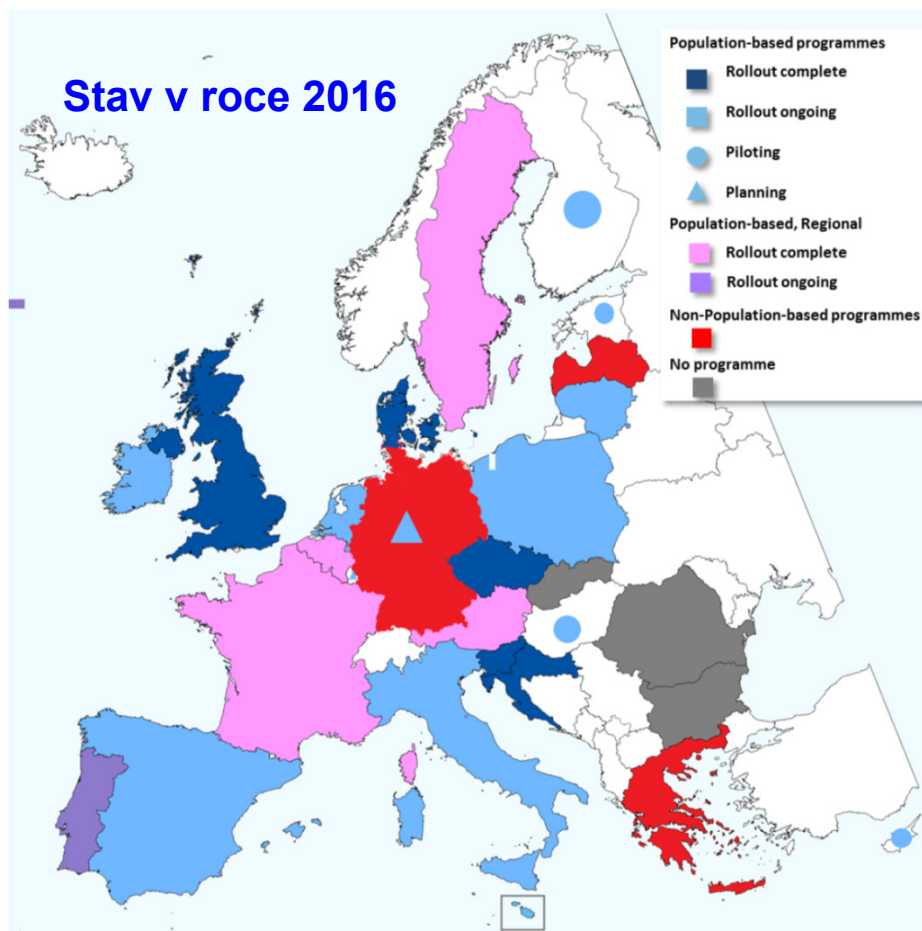 Stav v roce 2016
Population-based programmes
Rollout complete
Rollout ongoing
Piloting
Planning
Population-based, Regional
Rollout complete
Rollout ongoing
Non-Population-based programmes
No programme